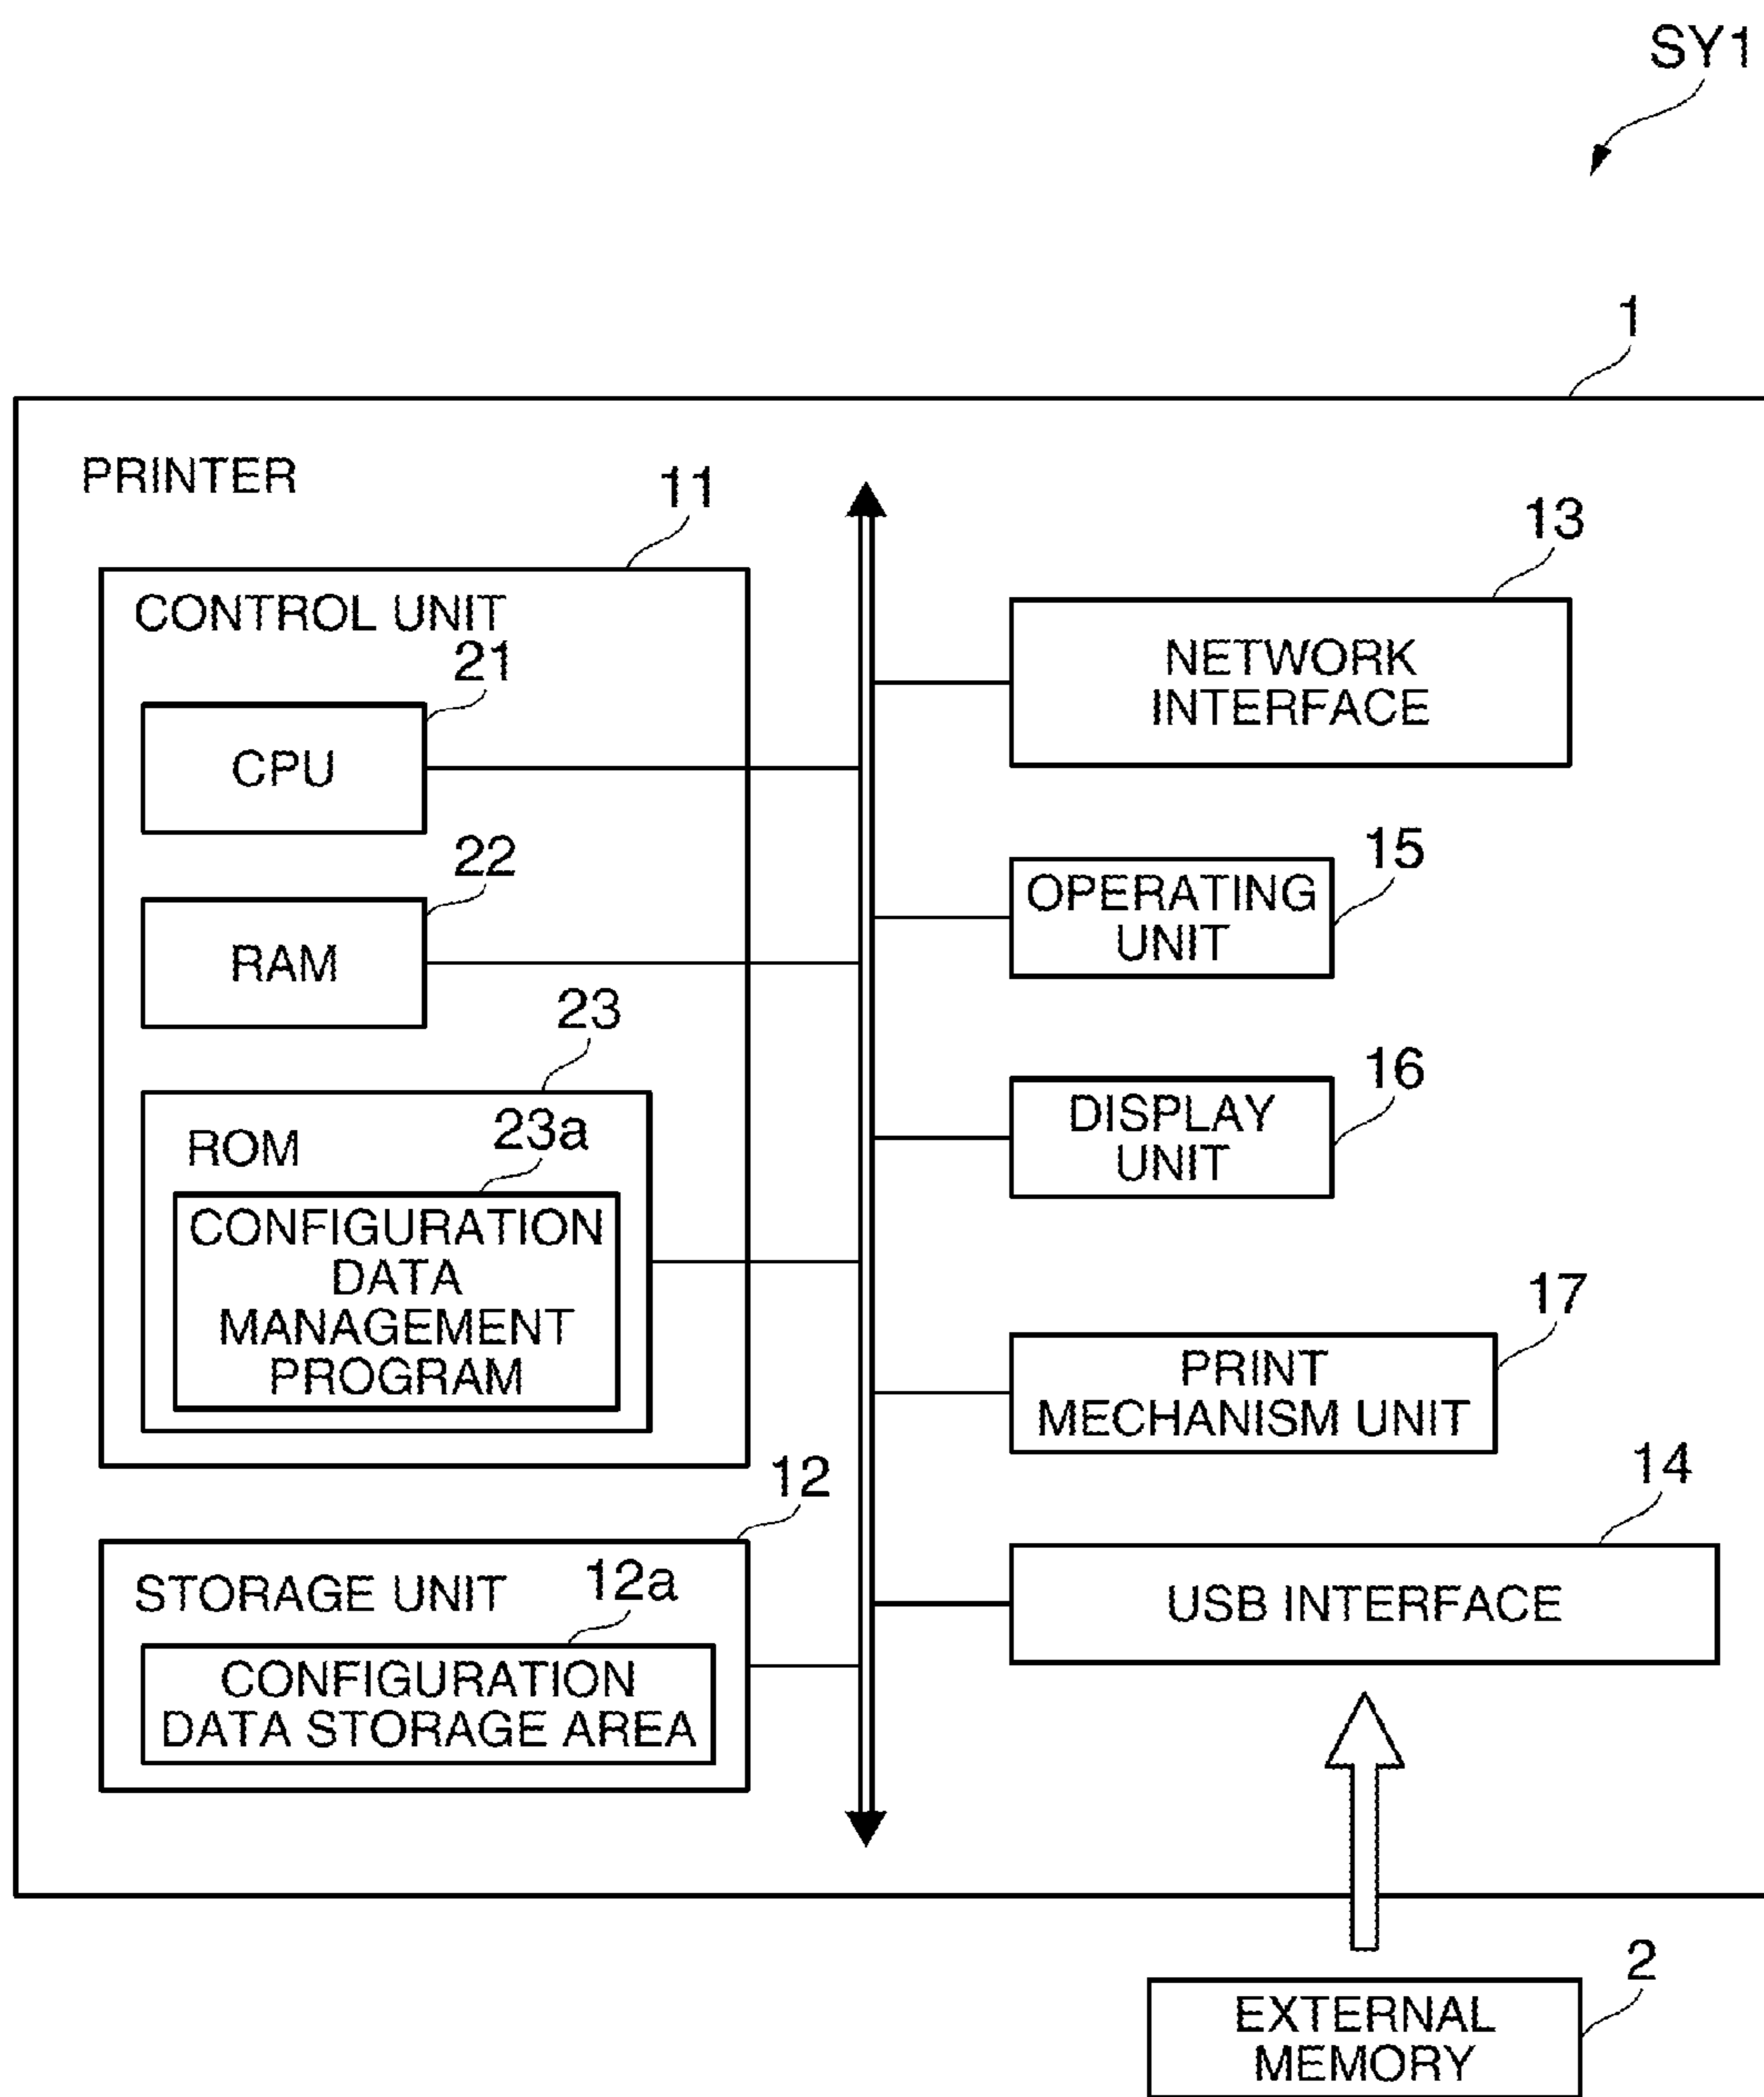 SY1
1
PRINTER
11
CONTROL UNIT
21
CPU
22
RAM
23
ROM
23a
CONFIGURATION
DATA
MANAGEMENT
PROGRAM
12
STORAGE UNIT
12a
CONFIGURATION
DATA STORAGE AREA
13
NETWORK
INTERFACE
15
OPERATING
UNIT
16
DISPLAY
UNIT
17
PRINT
MECHANISM UNIT
14
USB INTERFACE
2
EXTERNAL
MEMORY